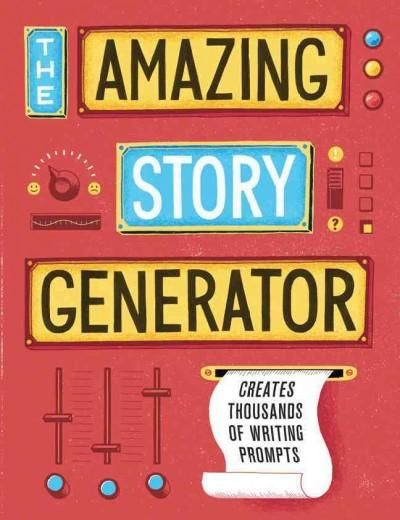 THE
AMAZING
STORY
GENERATOR
!
?
CREATES
THOUSANDS
OF WRITING
PROMPTS